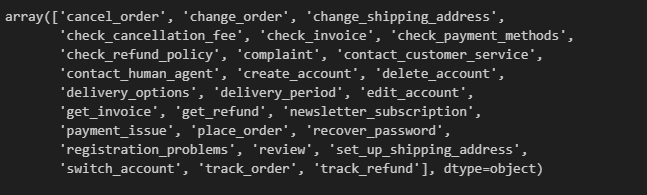 array(['cancel_order', 'change_order', 'change_shipping_address',
'check_cancellation_fee', 'check_invoice', 'check_payment_methods',
'check_refund_policy', 'complaint', 'contact_customer_service',
'contact_human_agent', 'create_account', 'delete_account',
'delivery_options', 'delivery_period', 'edit_account',
'get_invoice', 'get_refund', 'newsletter_subscription',
'payment_issue', 'place_order', 'recover_password',
'registration_problems', 'review', 'set_up_shipping_address',
'switch_account', 'track_order', 'track_refund'], dtype=object)